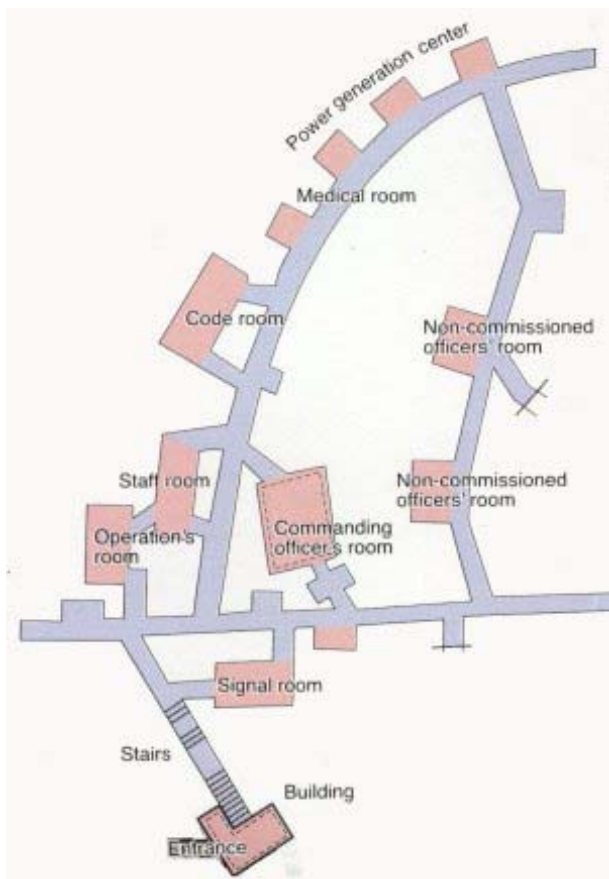 Power generation center
Medical room
Code room
Non-commissioned
officers' room
Staff room
Non-commissioned
officers' room
Operation's
room
Commanding
officer's room
Signal room
Stairs
Building
Entrance